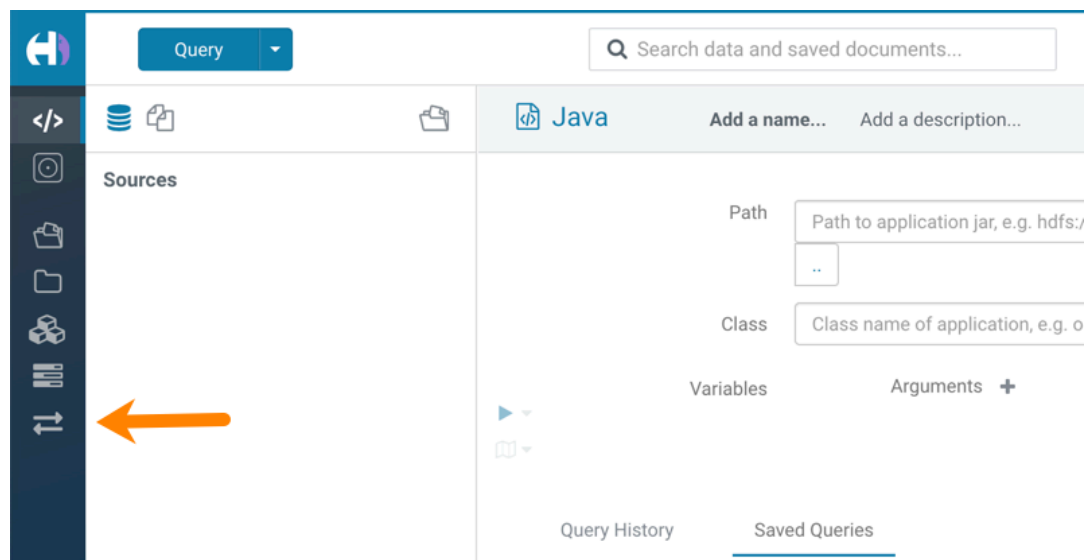 Query
Search data and saved documents...
Java
Add a name...
Add a description...
Sources
Path
Path to application jar, e.g. hdfs:/
..
Class
Class name of application, e.g. o
Variables
Arguments
Query History
Saved Queries